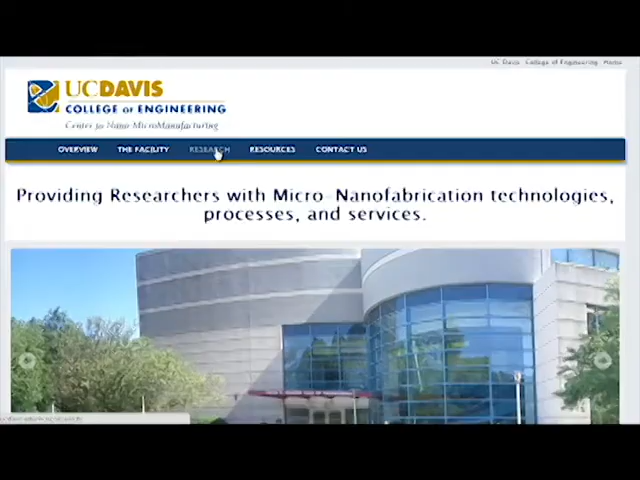 UC Davis College of Engineering Home
UCDAVIS
COLLEGE OF ENGINEERING
Center for Nano-MicroManufacturing
OVERVIEW THE FACILITY RESEARCH RESOURCES CONTACT US
Providing Researchers with Micro-Nanofabrication technologies,
processes, and services.